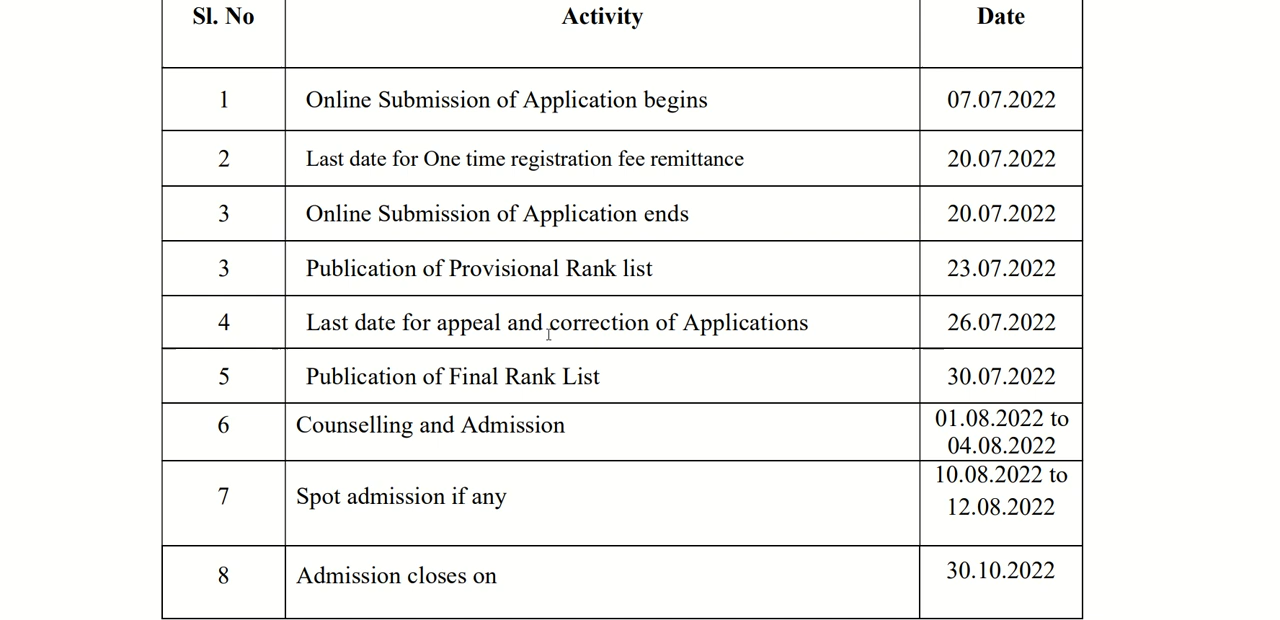 Sl. No Activity Date
1 Online Submission of Application begins 07.07.2022
2 Last date for One time registration fee remittance 20.07.2022
3 Online Submission of Application ends 20.07.2022
3 Publication of Provisional Rank list 23.07.2022
4 Last date for appeal and correction of Applications 26.07.2022
5 Publication of Final Rank List 30.07.2022
6 Counselling and Admission 01.08.2022 to
04.08.2022
7 Spot admission if any 10.08.2022 to
12.08.2022
8 Admission closes on 30.10.2022